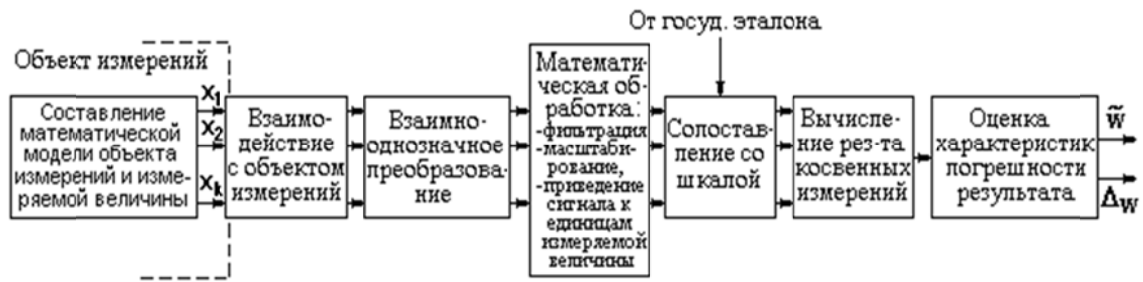 От госуд. эталона
Объект измерений
Составление
математической
модели объекта
измерений и изме-
ряемой величины
X1
X2
Xk
Взаимо-
действие
с объектом
измерений
Взаимно-
однозначное
преобразова-
ние
Математи-
ческая об-
работка:
-фильтрация
-масштаби-
рование,
-приведение
сигнала к
единицам
измеряемой
величины
Сопостав-
ление со
шкалой
Вычисле-
ние рез-та
косвенных
измерений
Оценка
характеристик
погрешности
результата
w̃
Δw